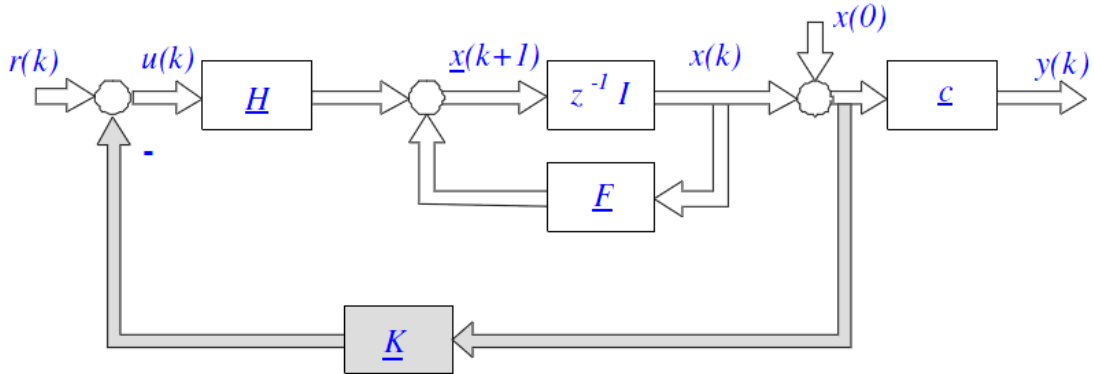 r(k)
u(k)
H
x(k+1)
z⁻¹ I
x(k)
x(0)
c
y(k)
F
-
K